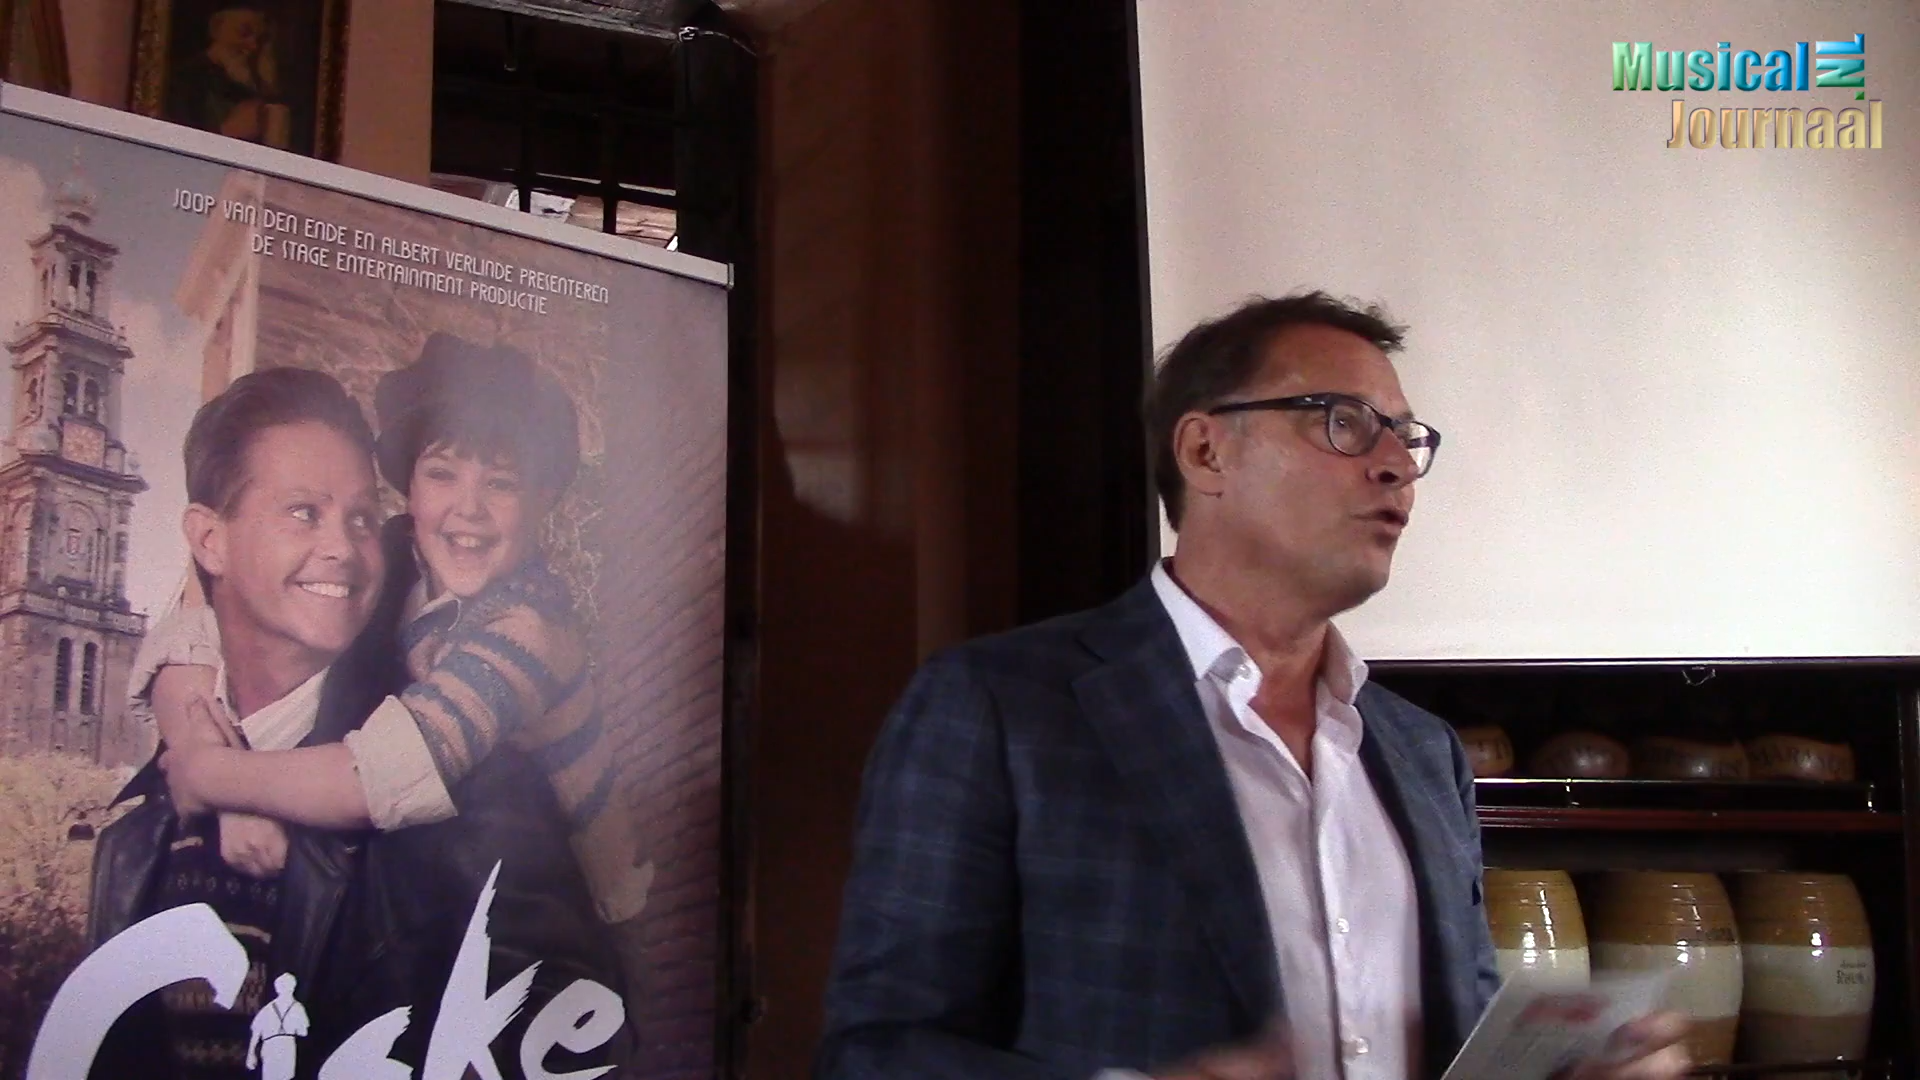 Musical
.NL
Journaal
JOOP VAN DEN ENDE EN ALBERT VERLINDE PRESENTEREN
DE STAGE ENTERTAINMENT PRODUCTIE
Ciske